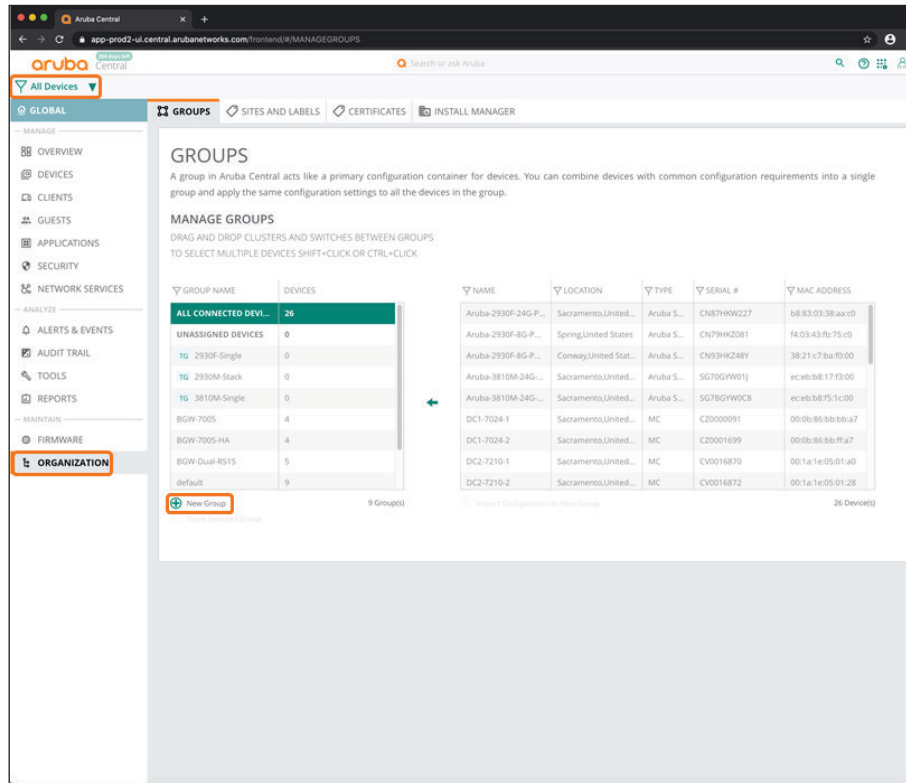 Aruba Central
app-prod2-ui.central.arubanetworks.com/frontend/#/MANAGEGROUPS
aruba Central
Search or ask Aruba
All Devices
GLOBAL
GROUPS SITES AND LABELS CERTIFICATES INSTALL MANAGER
MANAGE
OVERVIEW
DEVICES
CLIENTS
GUESTS
APPLICATIONS
SECURITY
NETWORK SERVICES
ANALYZE
ALERTS & EVENTS
AUDIT TRAIL
TOOLS
REPORTS
MAINTAIN
FIRMWARE
ORGANIZATION
GROUPS
A group in Aruba Central acts like a primary configuration container for devices. You can combine devices with common configuration requirements into a single
group and apply the same configuration settings to all the devices in the group.
MANAGE GROUPS
DRAG AND DROP CLUSTERS AND SWITCHES BETWEEN GROUPS
TO SELECT MULTIPLE DEVICES SHIFT+CLICK OR CTRL+CLICK
GROUP NAME DEVICES
ALL CONNECTED DEVI... 26
UNASSIGNED DEVICES 0
TG 2930F-Single 0
TG 2930M-Stack 0
TG 3810M-Single 0
BGW-7005 4
BGW-7005-HA 4
BGW-Dual-RS15 5
default 9
New Group 9 Group(s)
Clone Selected Group
NAME LOCATION TYPE SERIAL # MAC ADDRESS
Aruba-2930F-24G-P... Sacramento,United... Aruba S... CN87HKW227 b8:83:03:38:aa:c0
Aruba-2930F-8G-P... Spring,United States Aruba S... CN79HKZ081 f4:03:43:fb:75:c0
Aruba-2930F-8G-P... Conway,United Stat... Aruba S... CN93HKZ48Y 38:21:c7:ba:f0:00
Aruba-3810M-24G-... Sacramento,United... Aruba S... SG70GYW01J ec:eb:b8:17:f3:00
Aruba-3810M-24G-... Sacramento,United... Aruba S... SG7BGYW0C8 ec:eb:b8:f5:1c:00
DC1-7024-1 Sacramento,United... MC CZ0000091 00:0b:86:bb:bb:a7
DC1-7024-2 Sacramento,United... MC CZ0001699 00:0b:86:bb:ff:a7
DC2-7210-1 Sacramento,United... MC CV0016870 00:1a:1e:05:01:a0
DC2-7210-2 Sacramento,United... MC CV0016872 00:1a:1e:05:01:28
Import Configuration to New Group 26 Device(s)